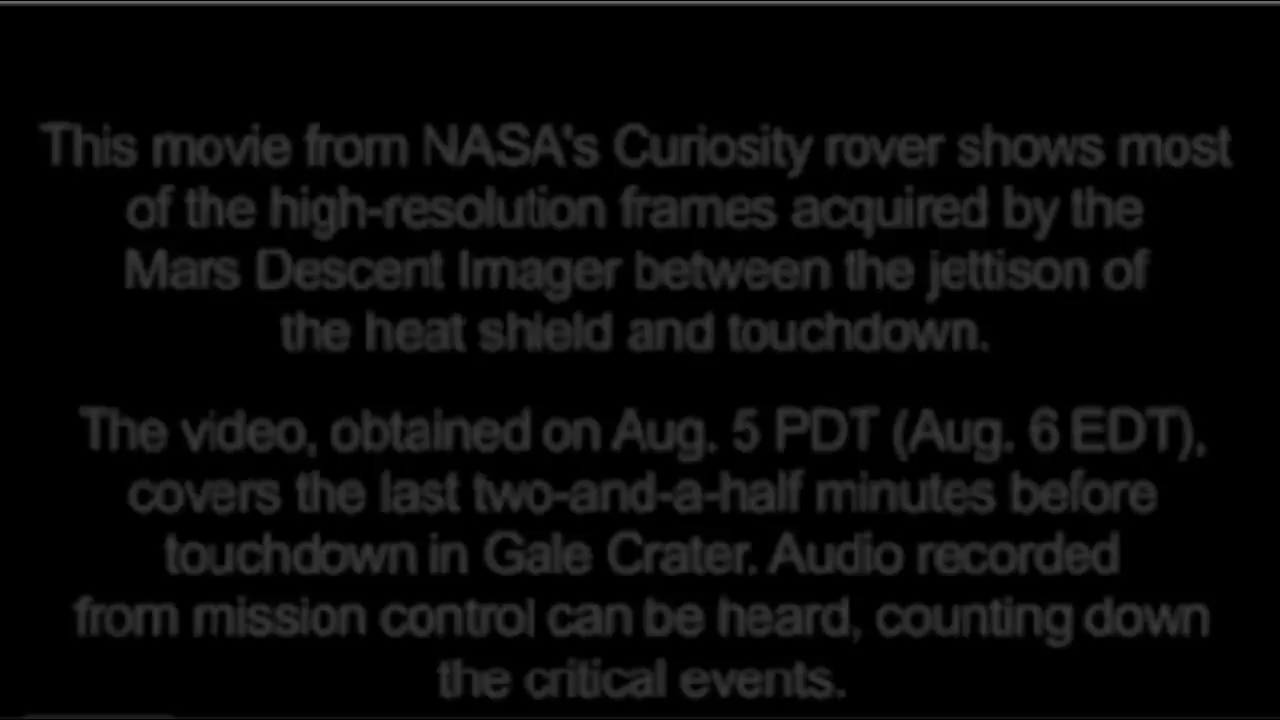 This movie from NASA's Curiosity rover shows most
of the high-resolution frames acquired by the
Mars Descent Imager between the jettison of
the heat shield and touchdown.
The video, obtained on Aug. 5 PDT (Aug. 6 EDT),
covers the last two-and-a-half minutes before
touchdown in Gale Crater. Audio recorded
from mission control can be heard, counting down
the critical events.